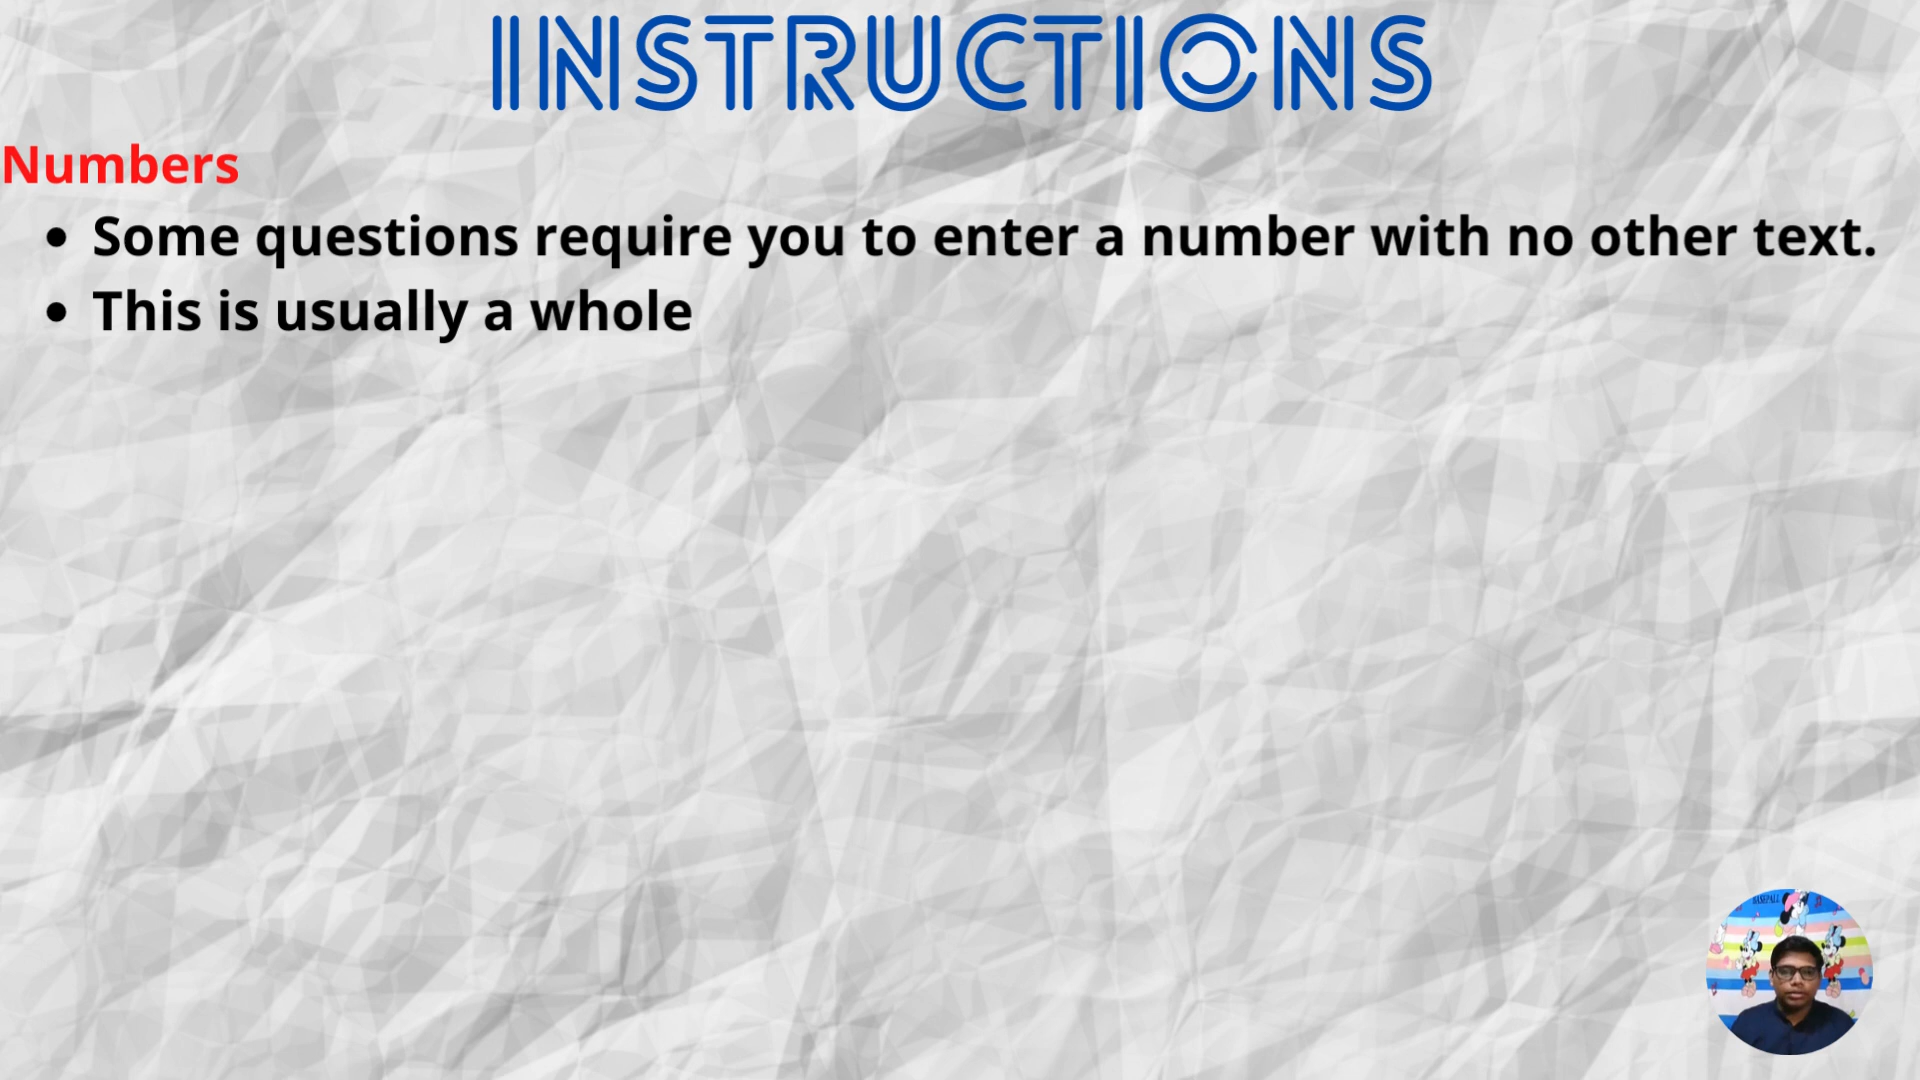 INSTRUCTIONS
Numbers
• Some questions require you to enter a number with no other text.
• This is usually a whole